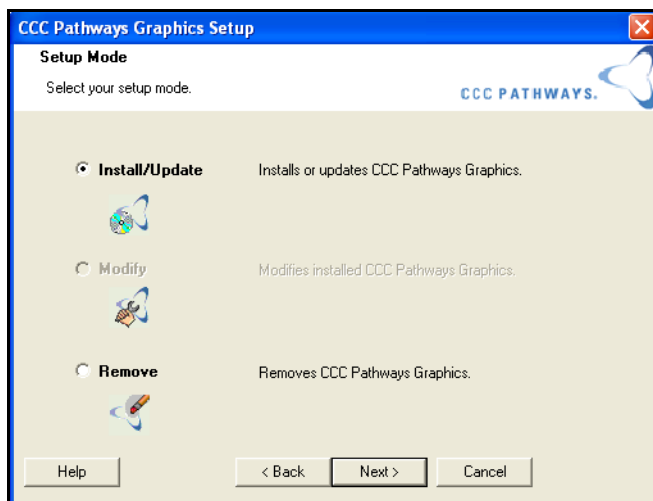 CCC Pathways Graphics Setup
Setup Mode
Select your setup mode.
CCC PATHWAYS.
Install/Update Installs or updates CCC Pathways Graphics.
Modify Modifies installed CCC Pathways Graphics.
Remove Removes CCC Pathways Graphics.
Help < Back Next > Cancel